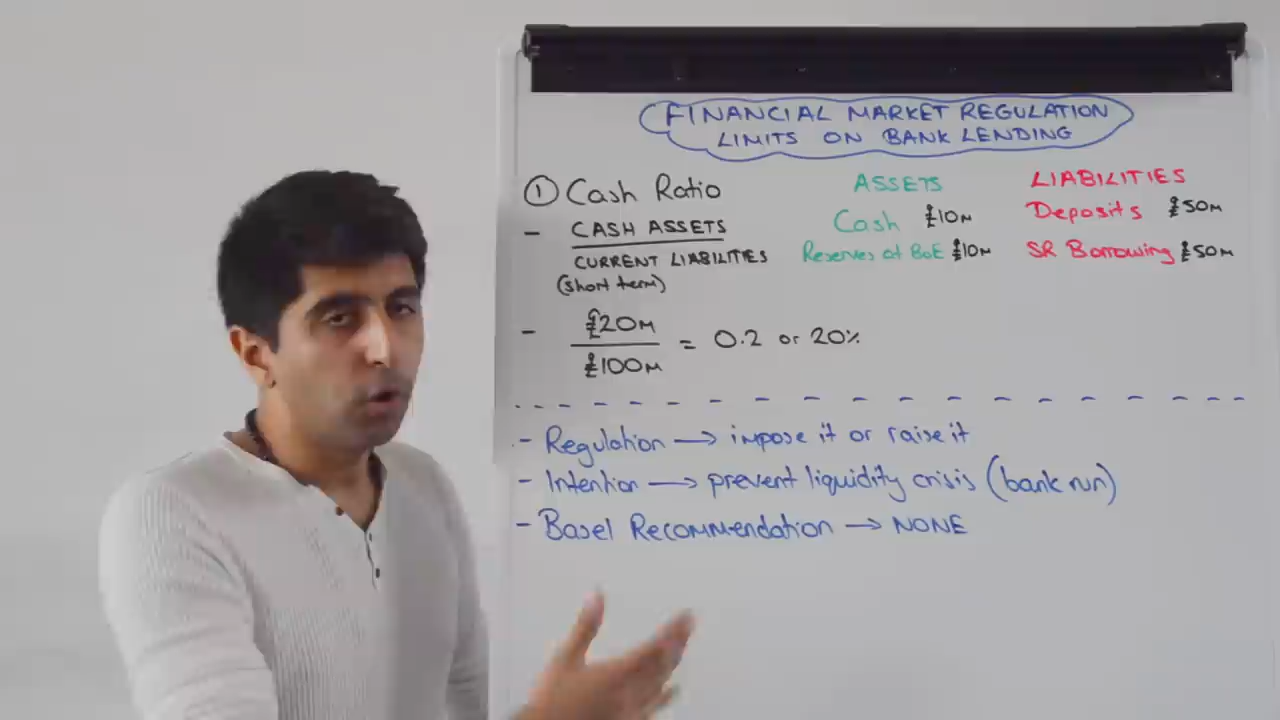 FINANCIAL MARKET REGULATION
LIMITS ON BANK LENDING
① Cash Ratio
- CASH ASSETS
CURRENT LIABILITIES
(short term)
- £20M
£100M
= 0.2 or 20%
ASSETS
Cash £10M
Reserves at BoE £10M
LIABILITIES
Deposits £50M
SR Borrowing £50M
- Regulation → impose it or raise it
- Intention → prevent liquidity crisis (bank run)
- Basel Recommendation → NONE